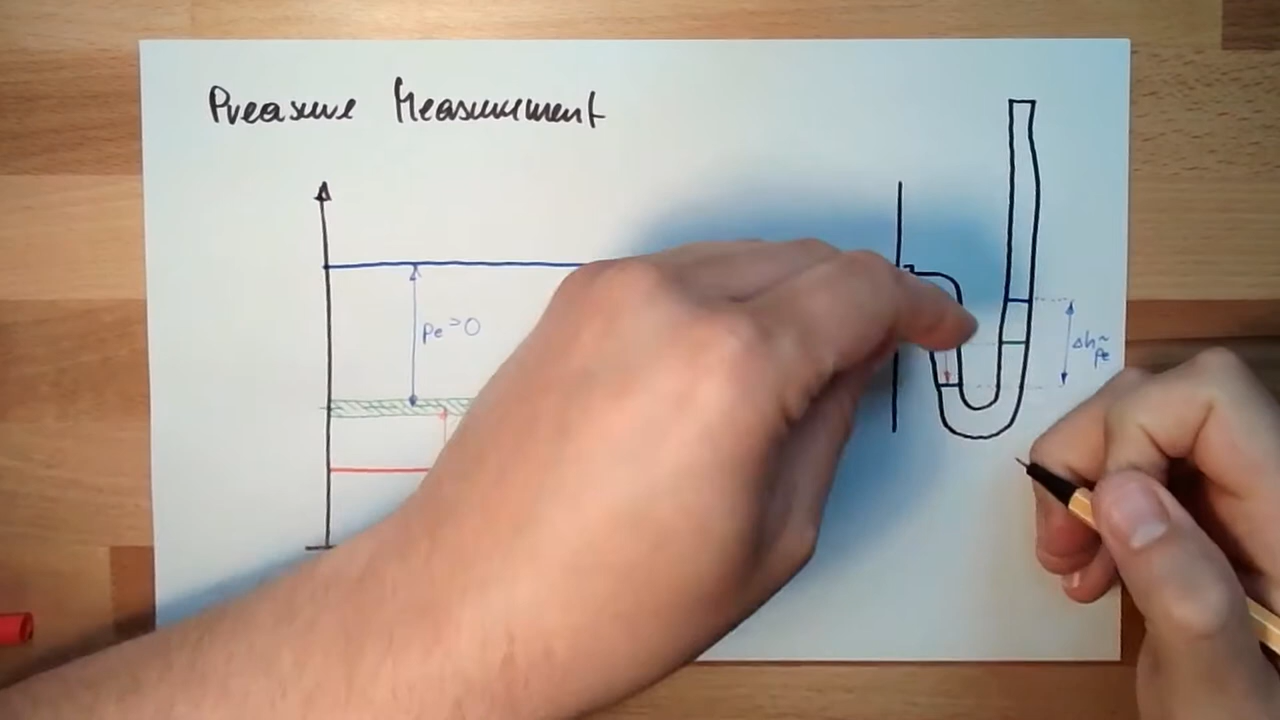 Pressure Measurement
pe > 0
Δh ~
pe